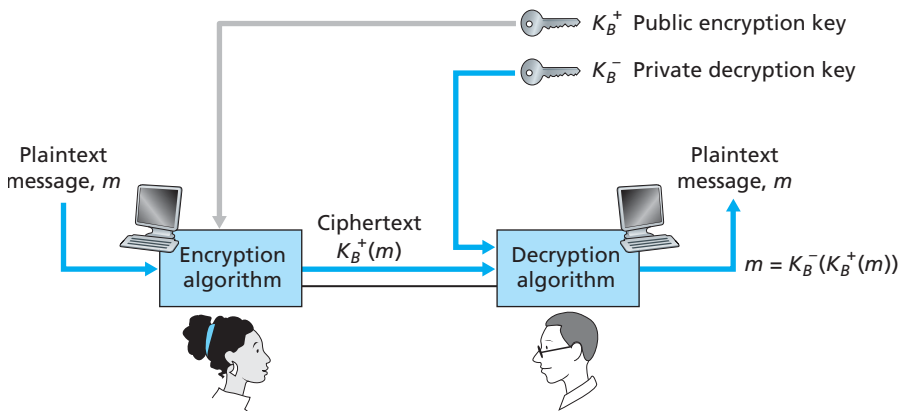 K_B^+ Public encryption key
K_B^- Private decryption key
Plaintext
message, m
Plaintext
message, m
Encryption
algorithm
Ciphertext
K_B^+(m)
Decryption
algorithm
m = K_B^-(K_B^+(m))